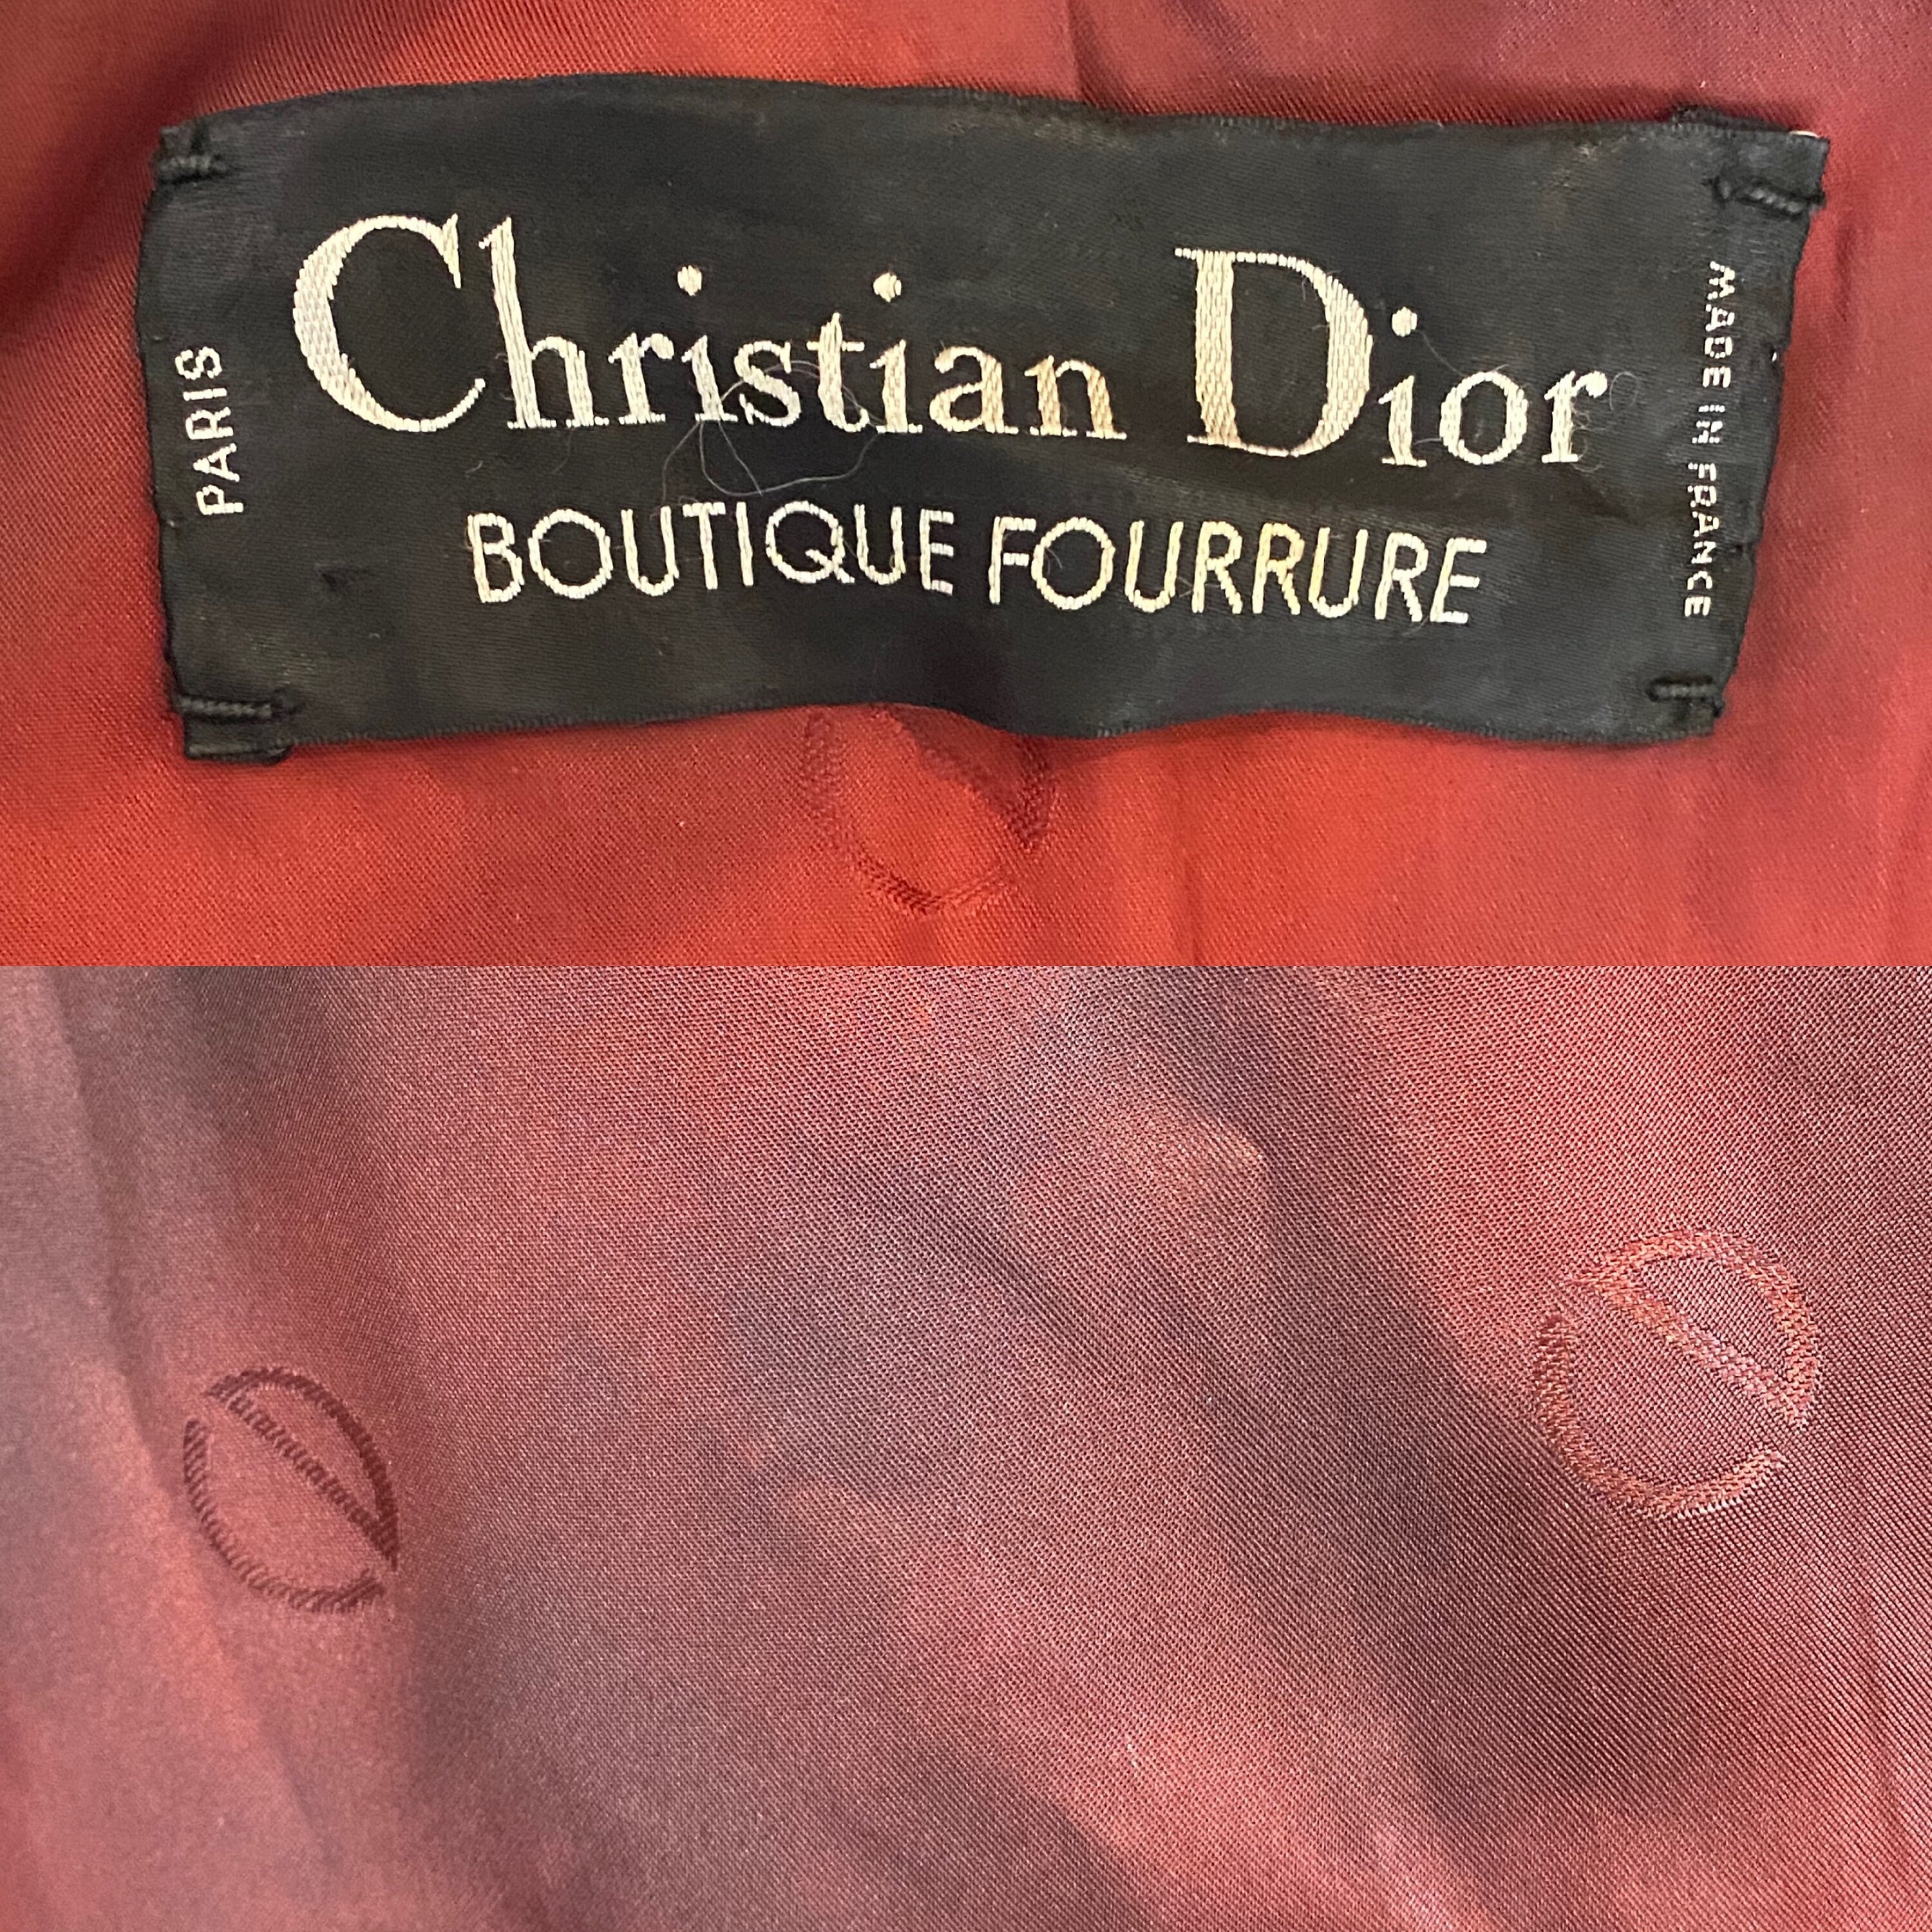 Christian Dior
BOUTIQUE FOURRURE
PARIS
MADE IN FRANCE